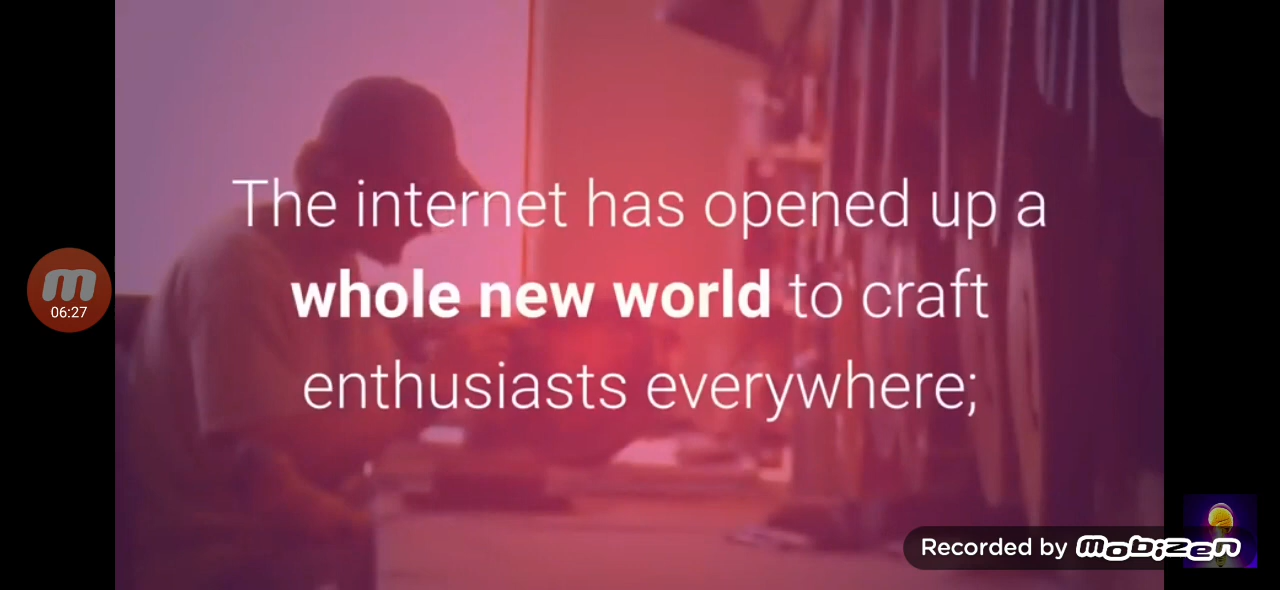 The internet has opened up a
whole new world to craft
enthusiasts everywhere;
06:27
Recorded by mobizen